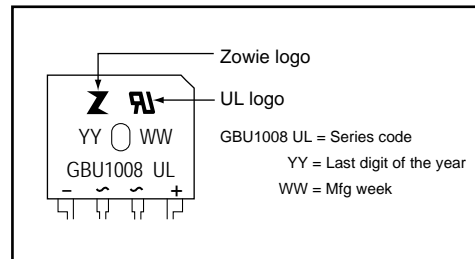 Zowie logo
UL logo
YY WW
GBU1008 UL
− ~ ~ +
GBU1008 UL = Series code
YY = Last digit of the year
WW = Mfg week